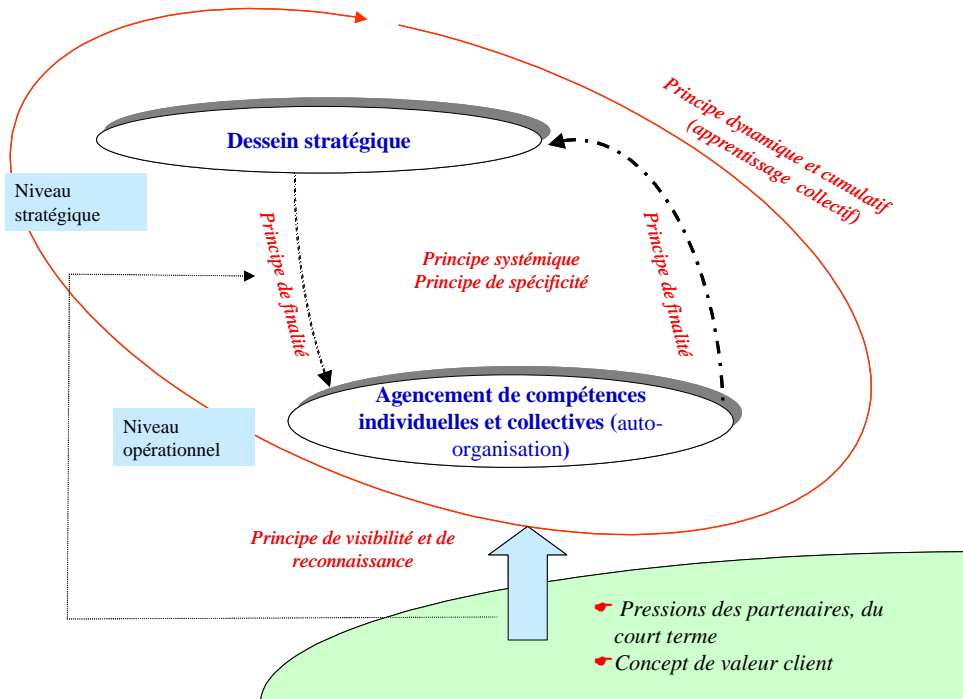 Dessein stratégique
Principe dynamique et cumulatif
(apprentissage collectif)
Niveau
stratégique
Principe de finalité
Principe systémique
Principe de spécificité
Principe de finalité
Agencement de compétences
individuelles et collectives (auto-
organisation)
Niveau
opérationnel
Principe de visibilité et de
reconnaissance
Pressions des partenaires, du
court terme
Concept de valeur client